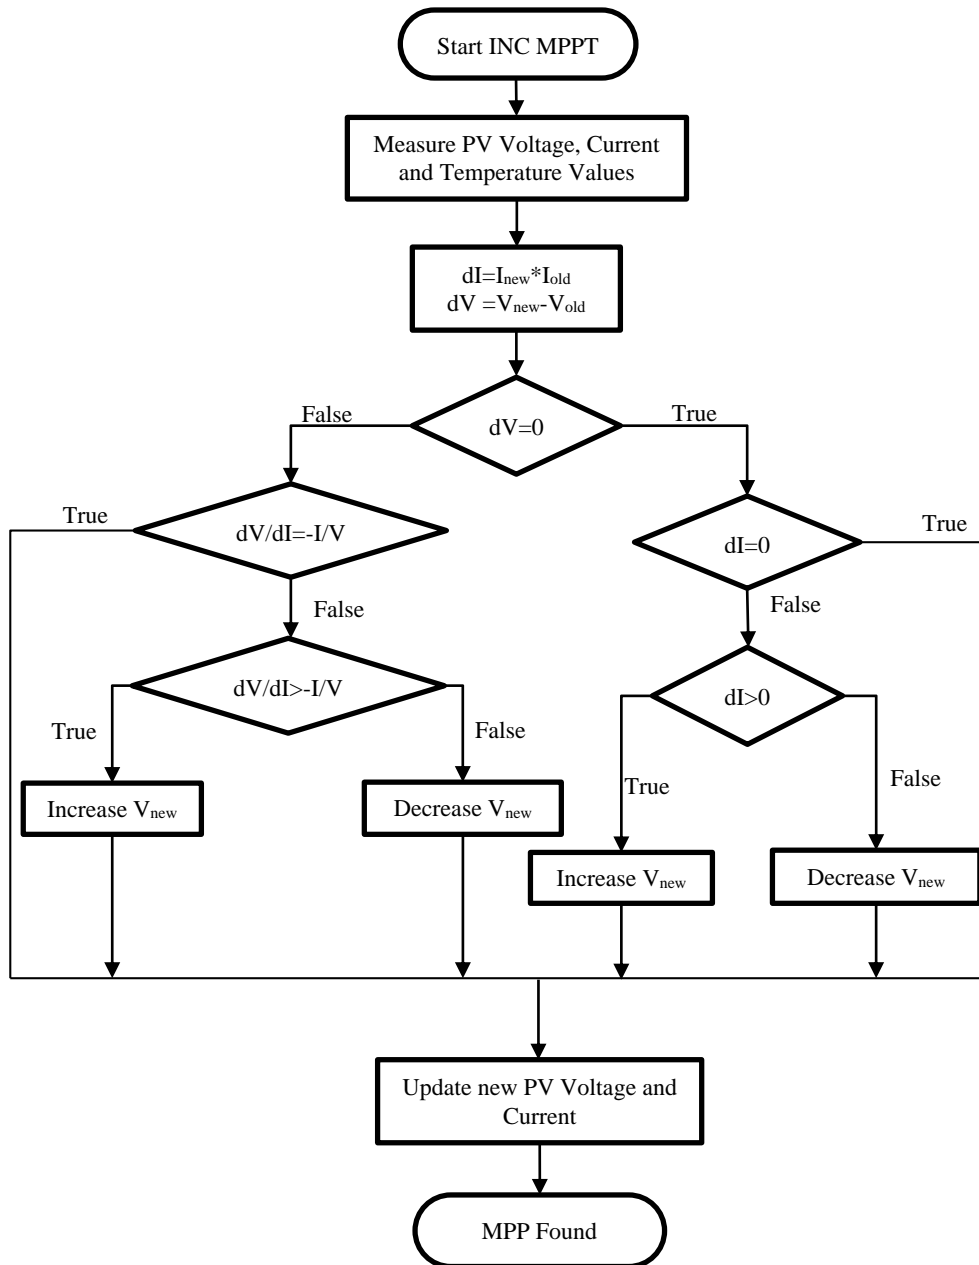 Start INC MPPT
Measure PV Voltage, Current
and Temperature Values
dI=Inew*Iold
dV =Vnew-Vold
False
dV=0
True
True
dV/dI=-I/V
dI=0
True
False
False
dV/dI>-I/V
dI>0
True
False
True
False
Increase Vnew
Decrease Vnew
Increase Vnew
Decrease Vnew
Update new PV Voltage and
Current
MPP Found